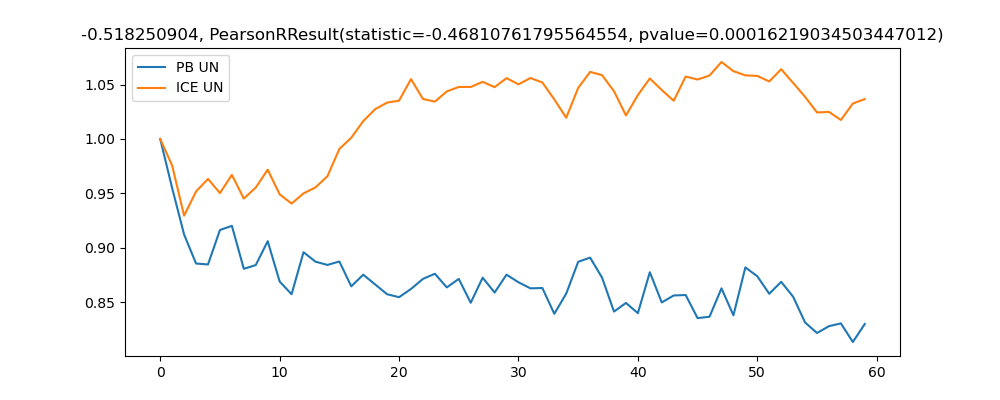 -0.518250904, PearsonRResult(statistic=-0.46810761795564554, pvalue=0.00016219034503447012)
PB UN
ICE UN
1.05
1.00
0.95
0.90
0.85
0 10 20 30 40 50 60